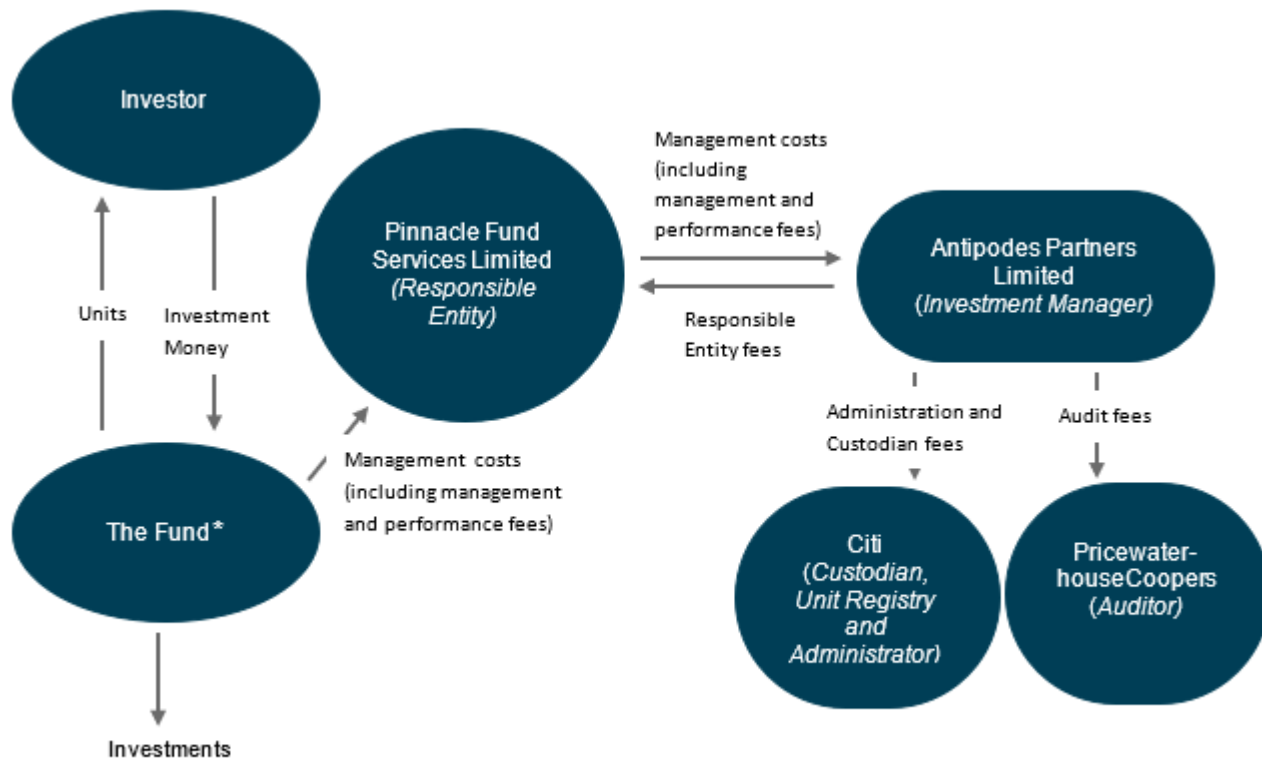 Investor
Units
Investment
Money
The Fund*
Investments
Pinnacle Fund
Services Limited
(Responsible
Entity)
Management costs
(including management
and performance fees)
Management costs
(including
management and
performance fees)
Responsible
Entity fees
Antipodes Partners
Limited
(Investment Manager)
Administration and
Custodian fees
Audit fees
Citi
(Custodian,
Unit Registry
and
Administrator)
Pricewater-
houseCoopers
(Auditor)